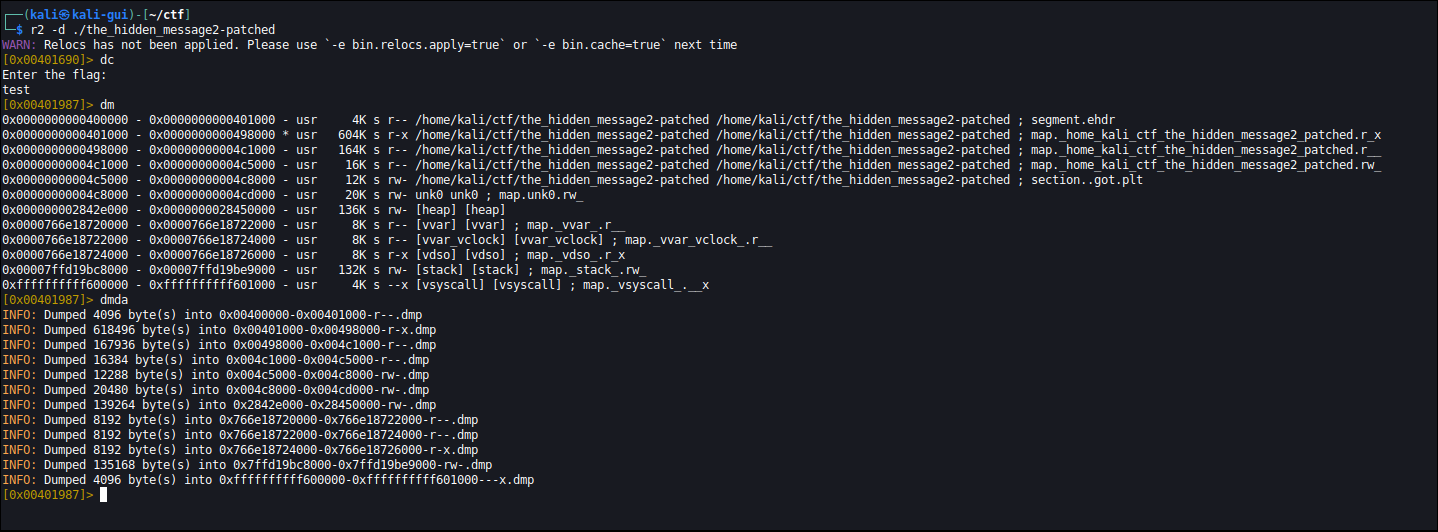 ┌──(kali㉿kali-gui)-[~/ctf]
└─$ r2 -d ./the_hidden_message2-patched
WARN: Relocs has not been applied. Please use `-e bin.relocs.apply=true` or `-e bin.cache=true` next time
[0x00401690]> dc
Enter the flag:
test
[0x00401987]> dm
0x0000000000400000 - 0x0000000000401000 - usr     4K s r-- /home/kali/ctf/the_hidden_message2-patched /home/kali/ctf/the_hidden_message2-patched ; segment.ehdr
0x0000000000401000 - 0x0000000000498000 * usr   604K s r-x /home/kali/ctf/the_hidden_message2-patched /home/kali/ctf/the_hidden_message2-patched ; map._home_kali_ctf_the_hidden_message2_patched.r_x
0x0000000000498000 - 0x00000000004c1000 - usr   164K s r-- /home/kali/ctf/the_hidden_message2-patched /home/kali/ctf/the_hidden_message2-patched ; map._home_kali_ctf_the_hidden_message2_patched.r__
0x00000000004c1000 - 0x00000000004c5000 - usr    16K s r-- /home/kali/ctf/the_hidden_message2-patched /home/kali/ctf/the_hidden_message2-patched ; map._home_kali_ctf_the_hidden_message2_patched.rw_
0x00000000004c5000 - 0x00000000004c8000 - usr    12K s rw- /home/kali/ctf/the_hidden_message2-patched /home/kali/ctf/the_hidden_message2-patched ; section..got.plt
0x00000000004c8000 - 0x00000000004cd000 - usr    20K s rw- unk0 unk0 ; map.unk0.rw_
0x000000002842e000 - 0x0000000028450000 - usr   136K s rw- [heap] [heap]
0x0000766e18720000 - 0x0000766e18722000 - usr     8K s r-- [vvar] [vvar] ; map._vvar_.r__
0x0000766e18722000 - 0x0000766e18724000 - usr     8K s r-- [vvar_vclock] [vvar_vclock] ; map._vvar_vclock_.r__
0x0000766e18724000 - 0x0000766e18726000 - usr     8K s r-x [vdso] [vdso] ; map._vdso_.r_x
0x00007ffd19bc8000 - 0x00007ffd19be9000 - usr   132K s rw- [stack] [stack] ; map._stack_.rw_
0xffffffffff600000 - 0xffffffffff601000 - usr     4K s --x [vsyscall] [vsyscall] ; map._vsyscall_.__x
[0x00401987]> dmda
INFO: Dumped 4096 byte(s) into 0x00400000-0x00401000-r--.dmp
INFO: Dumped 618496 byte(s) into 0x00401000-0x00498000-r-x.dmp
INFO: Dumped 167936 byte(s) into 0x00498000-0x004c1000-r--.dmp
INFO: Dumped 16384 byte(s) into 0x004c1000-0x004c5000-r--.dmp
INFO: Dumped 12288 byte(s) into 0x004c5000-0x004c8000-rw-.dmp
INFO: Dumped 20480 byte(s) into 0x004c8000-0x004cd000-rw-.dmp
INFO: Dumped 139264 byte(s) into 0x2842e000-0x28450000-rw-.dmp
INFO: Dumped 8192 byte(s) into 0x766e18720000-0x766e18722000-r--.dmp
INFO: Dumped 8192 byte(s) into 0x766e18722000-0x766e18724000-r--.dmp
INFO: Dumped 8192 byte(s) into 0x766e18724000-0x766e18726000-r-x.dmp
INFO: Dumped 135168 byte(s) into 0x7ffd19bc8000-0x7ffd19be9000-rw-.dmp
INFO: Dumped 4096 byte(s) into 0xffffffffff600000-0xffffffffff601000---x.dmp
[0x00401987]>